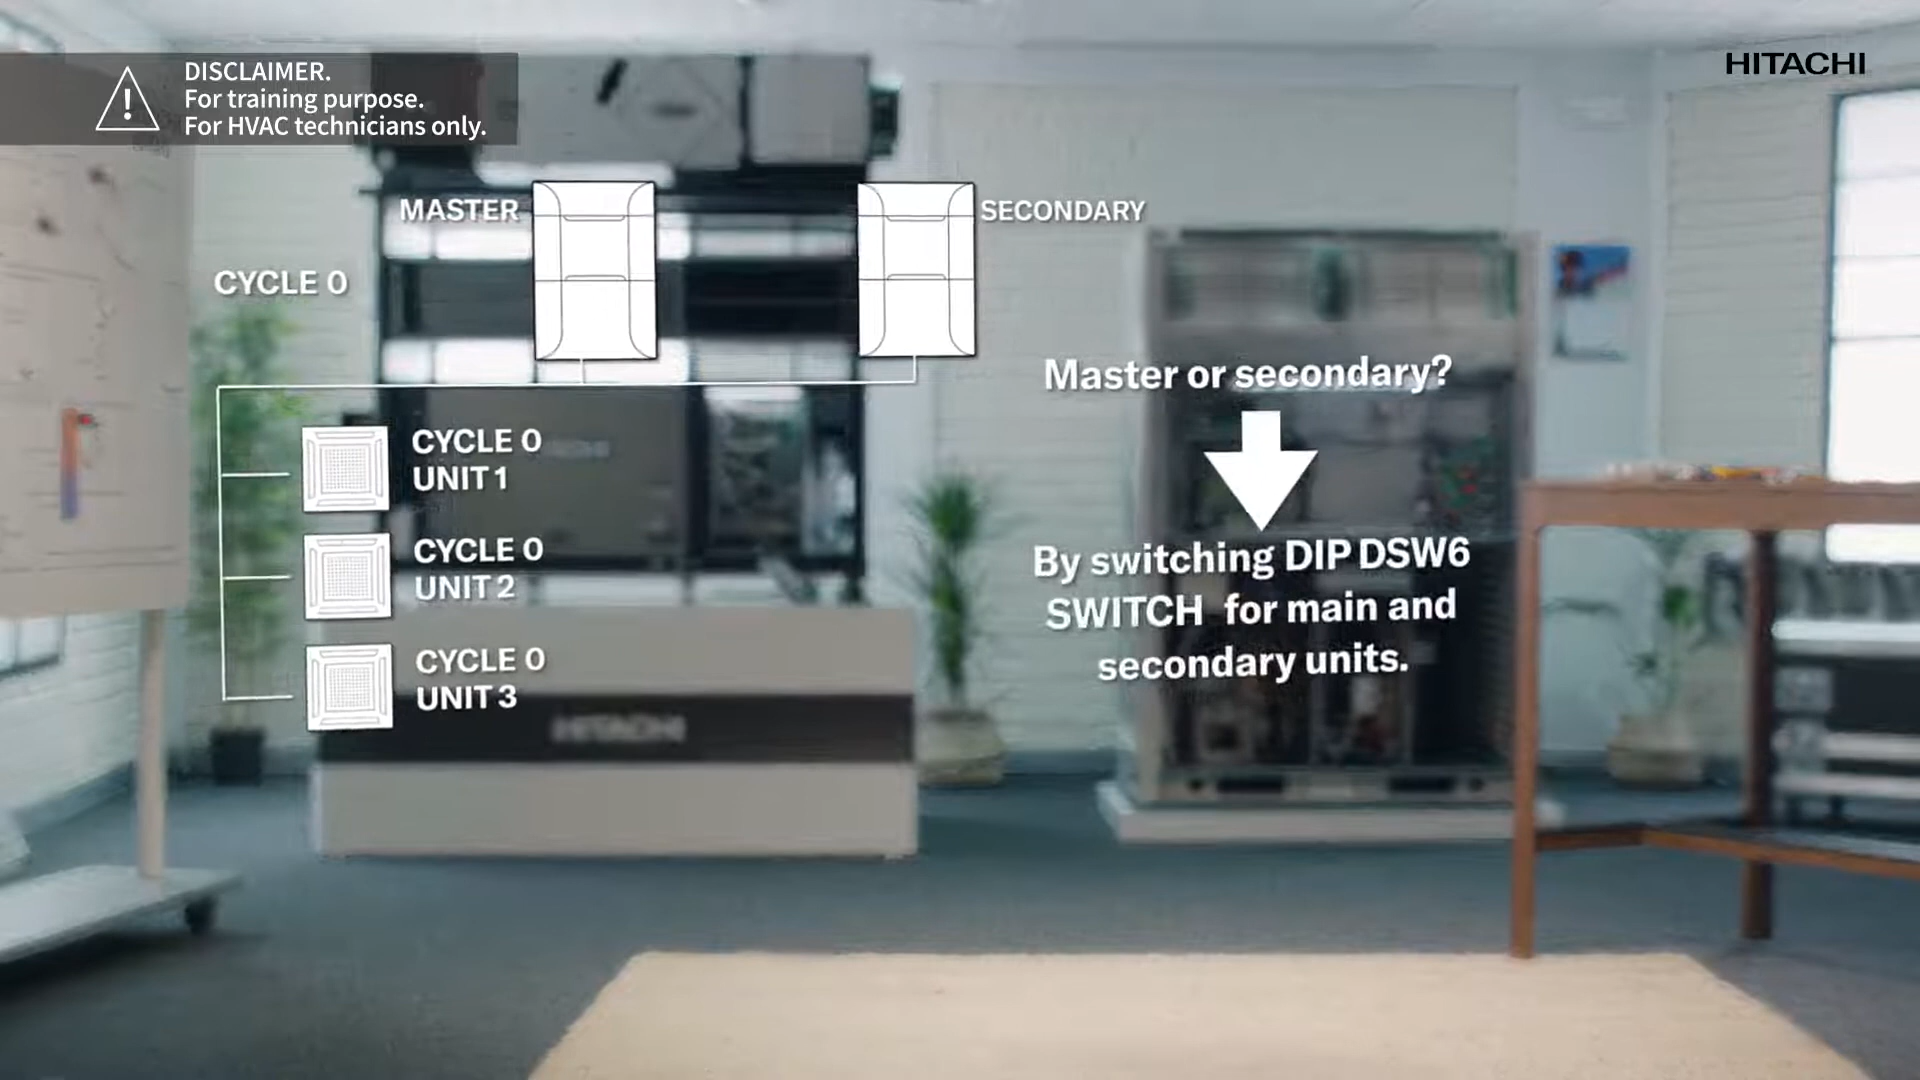 DISCLAIMER.
For training purpose.
For HVAC technicians only.
HITACHI
MASTER
SECONDARY
CYCLE 0
CYCLE 0
UNIT 1
CYCLE 0
UNIT 2
CYCLE 0
UNIT 3
Master or secondary?
By switching DIP DSW6
SWITCH for main and
secondary units.
HITACHI